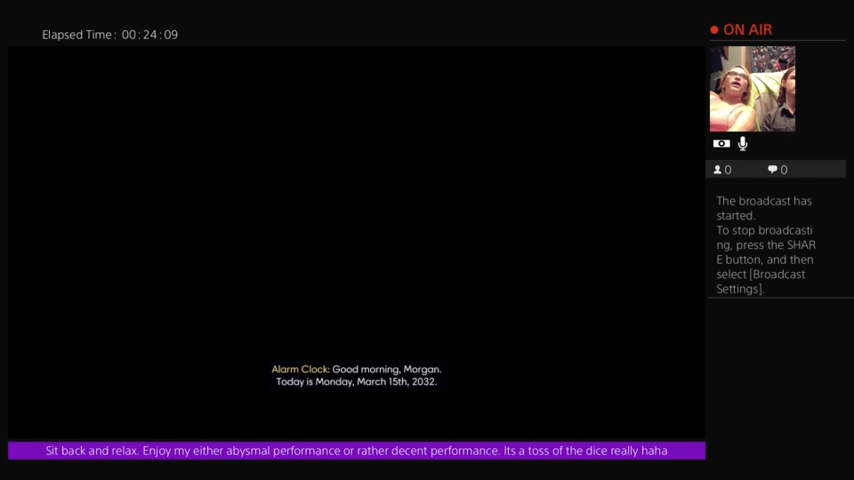 Elapsed Time: 00:24:09
ON AIR
0 0
The broadcast has
started.
To stop broadcasti
ng, press the SHAR
E button, and then
select [Broadcast
Settings].
Alarm Clock: Good morning, Morgan.
Today is Monday, March 15th, 2032.
Sit back and relax. Enjoy my either abysmal performance or rather decent performance. Its a toss of the dice really haha